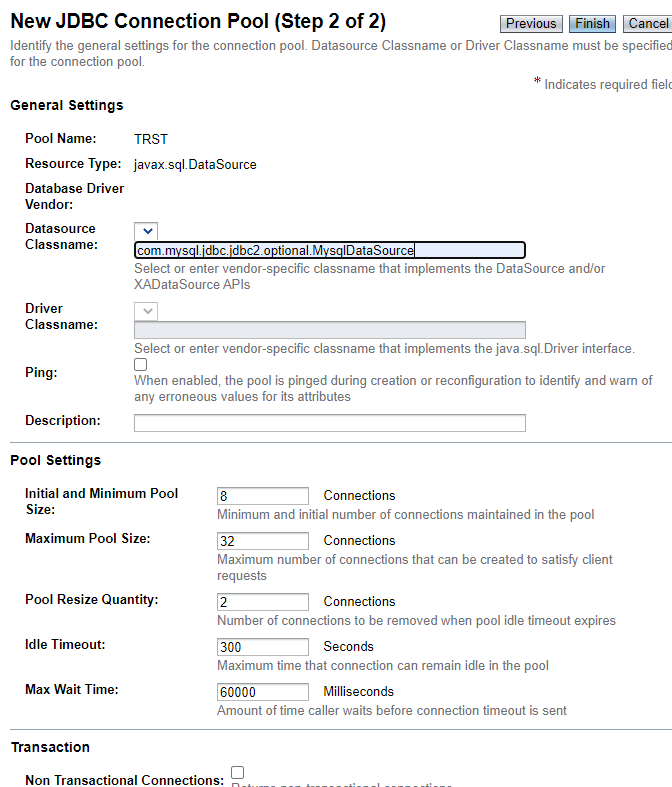 New JDBC Connection Pool (Step 2 of 2)
Previous Finish Cancel
Identify the general settings for the connection pool. Datasource Classname or Driver Classname must be specified
for the connection pool.
* Indicates required field
General Settings
Pool Name: TRST
Resource Type: javax.sql.DataSource
Database Driver
Vendor:
Datasource
Classname:
com.mysql.jdbc.jdbc2.optional.MysqlDataSource
Select or enter vendor-specific classname that implements the DataSource and/or
XADataSource APIs
Driver
Classname:
Select or enter vendor-specific classname that implements the java.sql.Driver interface.
Ping:
When enabled, the pool is pinged during creation or reconfiguration to identify and warn of
any erroneous values for its attributes
Description:
Pool Settings
Initial and Minimum Pool
Size:
8 Connections
Minimum and initial number of connections maintained in the pool
Maximum Pool Size: 32 Connections
Maximum number of connections that can be created to satisfy client
requests
Pool Resize Quantity: 2 Connections
Number of connections to be removed when pool idle timeout expires
Idle Timeout: 300 Seconds
Maximum time that connection can remain idle in the pool
Max Wait Time: 60000 Milliseconds
Amount of time caller waits before connection timeout is sent
Transaction
Non Transactional Connections:
Returns non-transactional connections